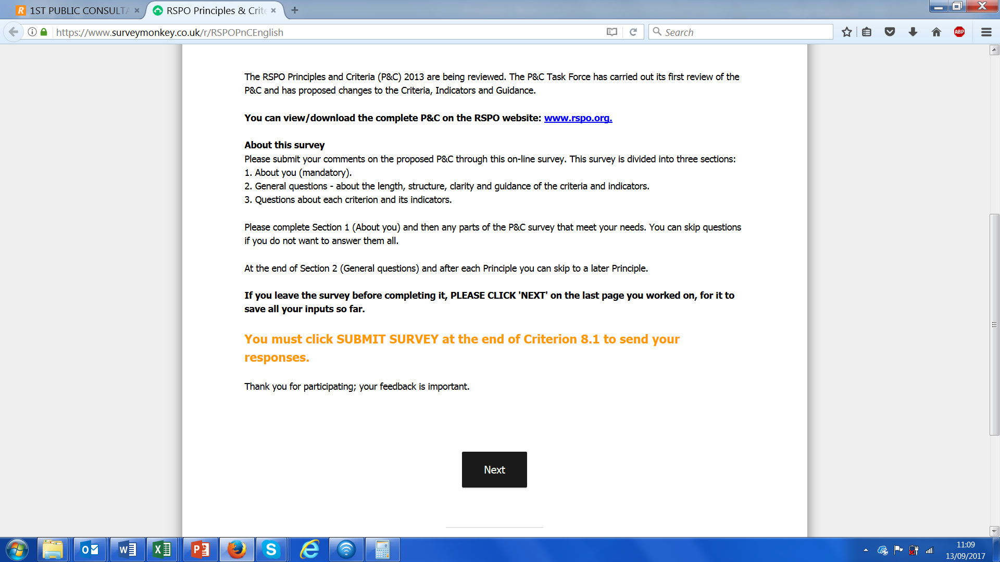 1ST PUBLIC CONSULTA
RSPO Principles & Crite
https://www.surveymonkey.co.uk/r/RSPOPnCEnglish
Search
ABP
The RSPO Principles and Criteria (P&C) 2013 are being reviewed. The P&C Task Force has carried out its first review of the
P&C and has proposed changes to the Criteria, Indicators and Guidance.
You can view/download the complete P&C on the RSPO website: www.rspo.org.
About this survey
Please submit your comments on the proposed P&C through this on-line survey. This survey is divided into three sections:
1. About you (mandatory).
2. General questions - about the length, structure, clarity and guidance of the criteria and indicators.
3. Questions about each criterion and its indicators.
Please complete Section 1 (About you) and then any parts of the P&C survey that meet your needs. You can skip questions
if you do not want to answer them all.
At the end of Section 2 (General questions) and after each Principle you can skip to a later Principle.
If you leave the survey before completing it, PLEASE CLICK 'NEXT' on the last page you worked on, for it to
save all your inputs so far.
You must click SUBMIT SURVEY at the end of Criterion 8.1 to send your
responses.
Thank you for participating; your feedback is important.
Next
11:09
13/09/2017